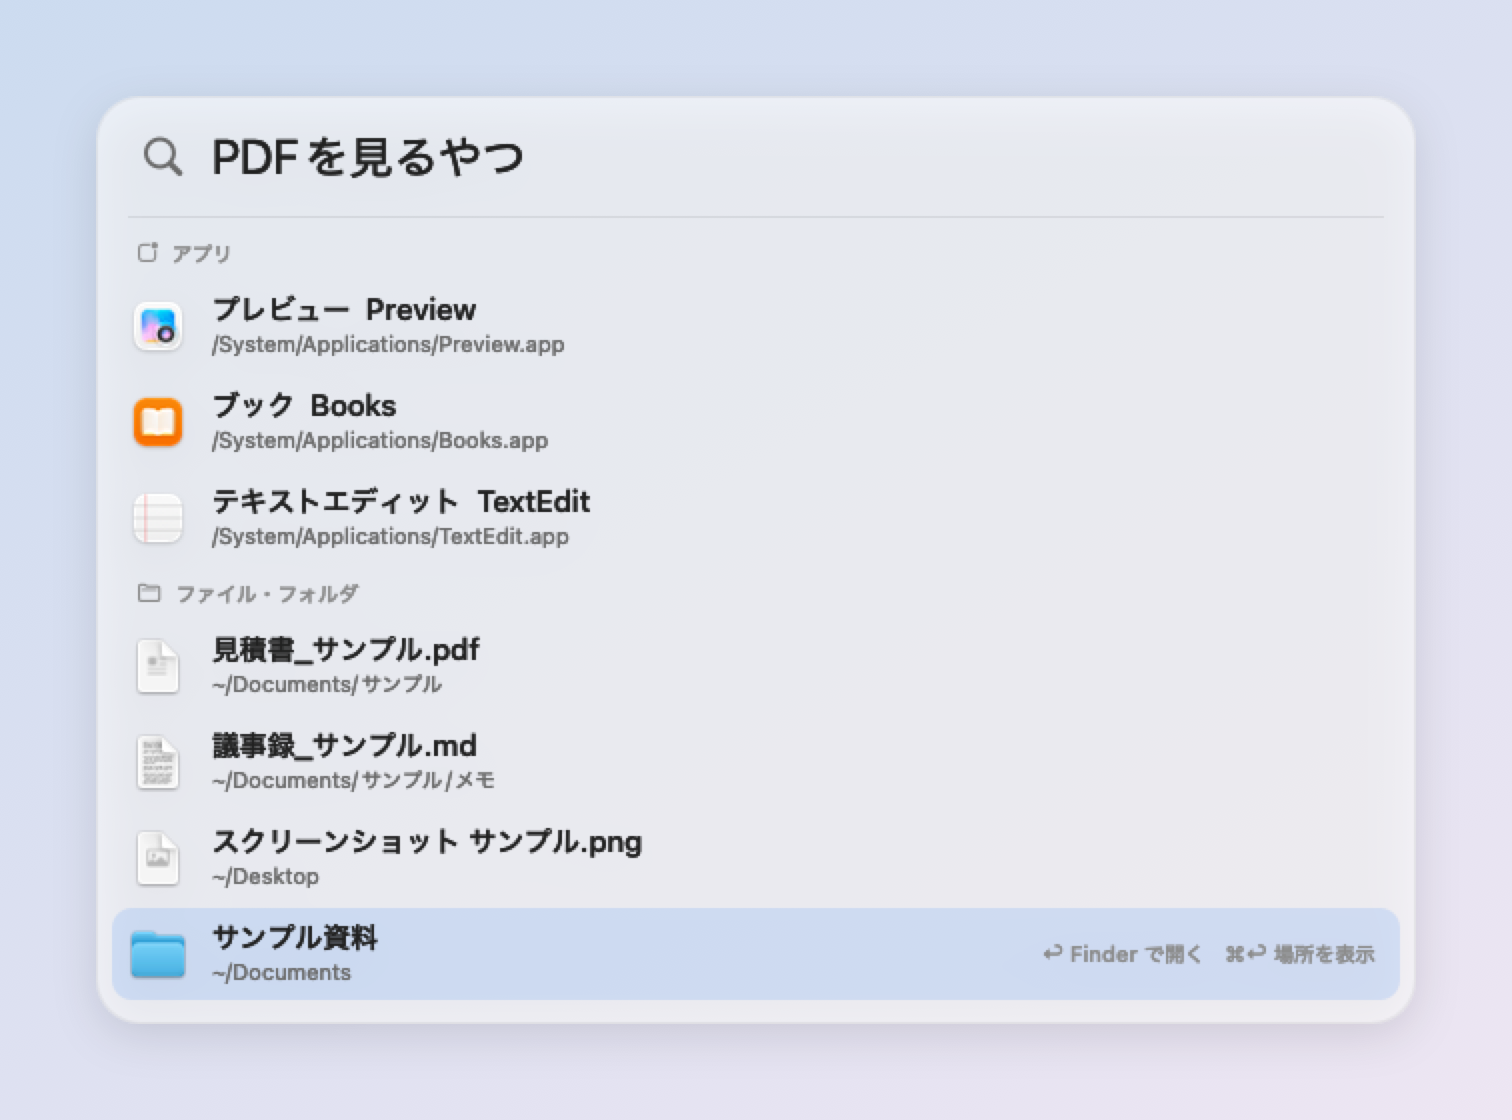 PDFを見るやつ
アプリ
プレビュー Preview
/System/Applications/Preview.app
ブック Books
/System/Applications/Books.app
テキストエディット TextEdit
/System/Applications/TextEdit.app
ファイル・フォルダ
見積書_サンプル.pdf
~/Documents/サンプル
議事録_サンプル.md
~/Documents/サンプル/メモ
スクリーンショット サンプル.png
~/Desktop
サンプル資料
~/Documents
↩ Finder で開く ⌘↩ 場所を表示